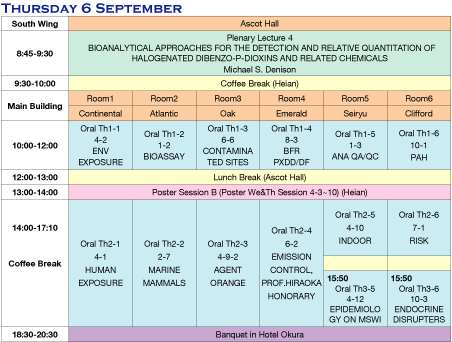 THURSDAY 6 SEPTEMBER
South Wing Ascot Hall
8:45-9:30
Plenary Lecture 4
BIOANALYTICAL APPROACHES FOR THE DETECTION AND RELATIVE QUANTITATION OF
HALOGENATED DIBENZO-P-DIOXINS AND RELATED CHEMICALS
Michael S. Denison
9:30-10:00 Coffee Break (Heian)
Main Building
Room1 Room2 Room3 Room4 Room5 Room6
Continental Atlantic Oak Emerald Seiryu Clifford
10:00-12:00
Oral Th1-1
4-2
ENV
EXPOSURE
Oral Th1-2
1-2
BIOASSAY
Oral Th1-3
6-6
CONTAMINA
TED SITES
Oral Th1-4
8-3
BFR
PXDD/DF
Oral Th1-5
1-3
ANA QA/QC
Oral Th1-6
10-1
PAH
12:00-13:00 Lunch Break (Ascot Hall)
13:00-14:00 Poster Session B (Poster We&Th Session 4-3~10) (Heian)
14:00-17:10
Coffee Break
Oral Th2-1
4-1
HUMAN
EXPOSURE
Oral Th2-2
2-7
MARINE
MAMMALS
Oral Th2-3
4-9-2
AGENT
ORANGE
Oral Th2-4
6-2
EMISSION
CONTROL,
PROF.HIRAOKA
HONORARY
Oral Th2-5
4-10
INDOOR
15:50
Oral Th3-5
4-12
EPIDEMIOLO
GY ON MSWI
Oral Th2-6
7-1
RISK
15:50
Oral Th3-6
10-3
ENDOCRINE
DISRUPTERS
18:30-20:30 Banquet in Hotel Okura